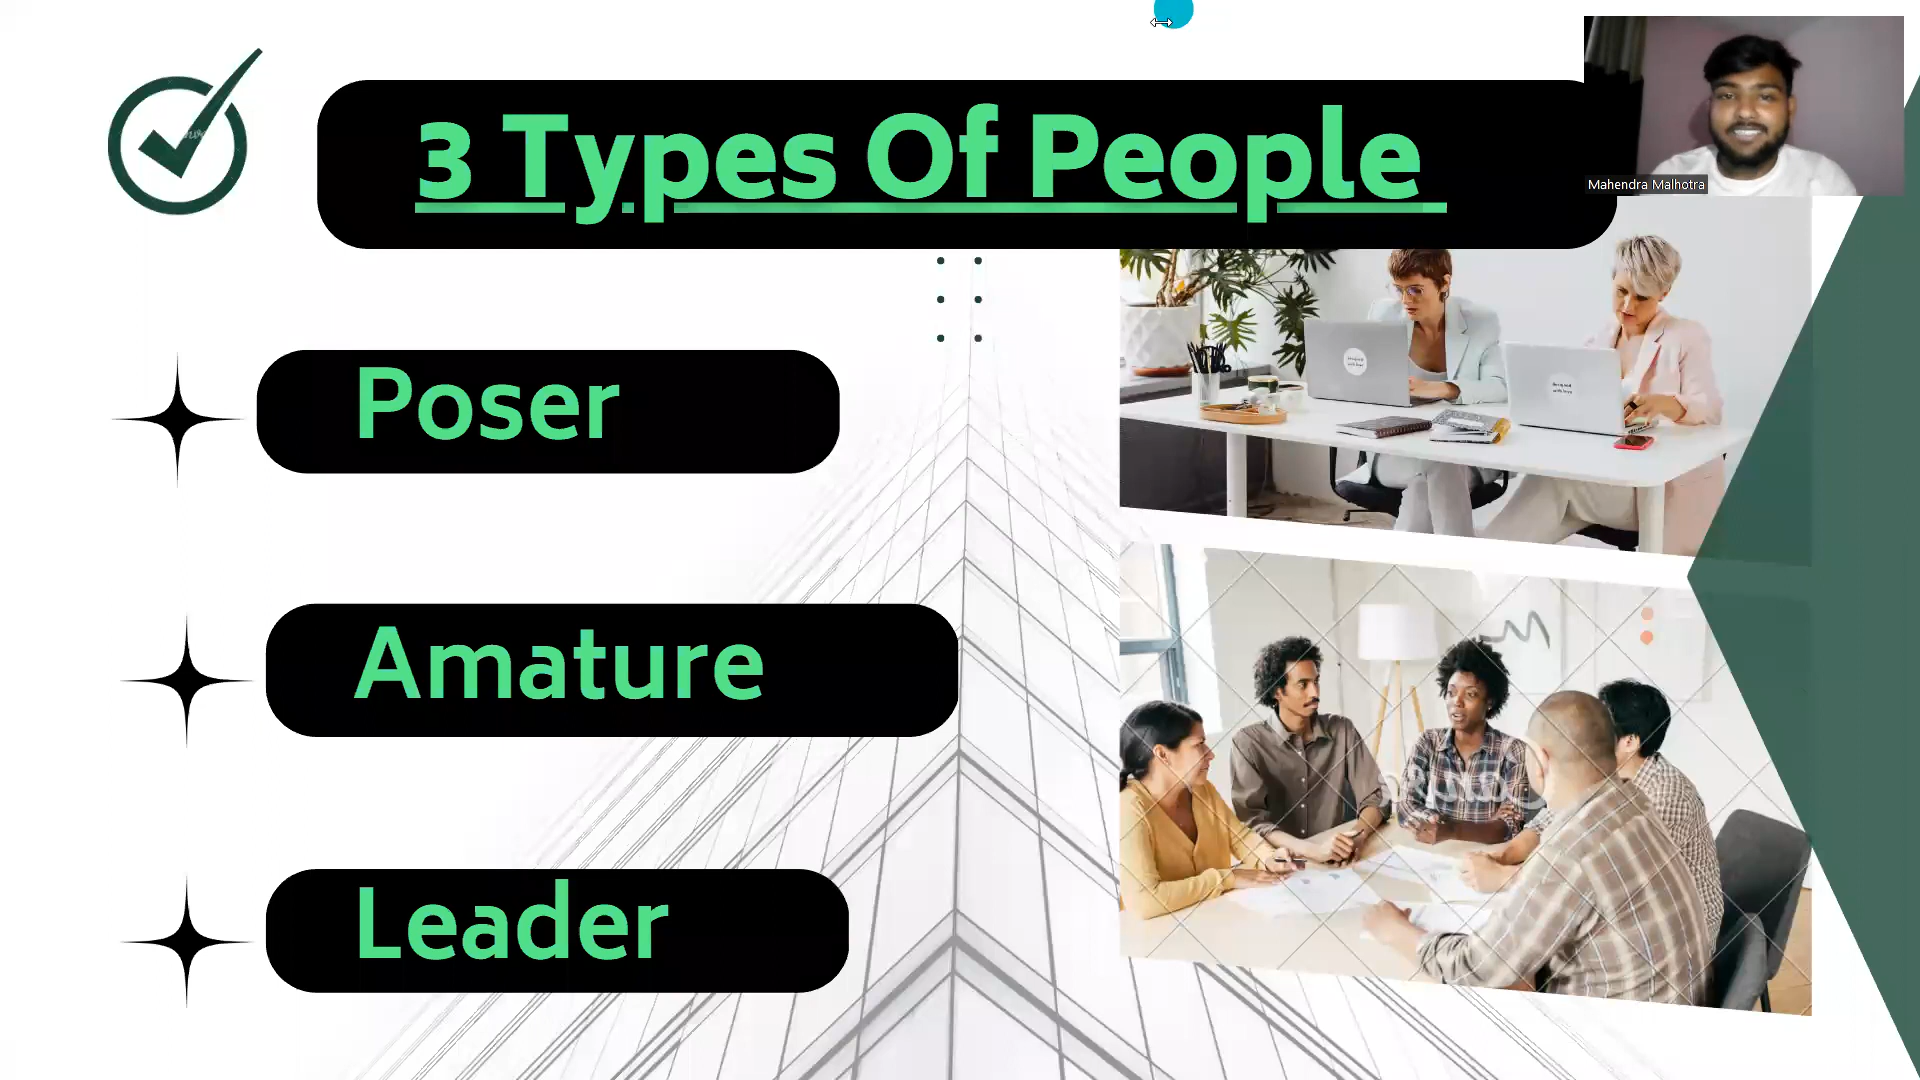 3 Types Of People
Mahendra Malhotra
Poser
Amature
Leader